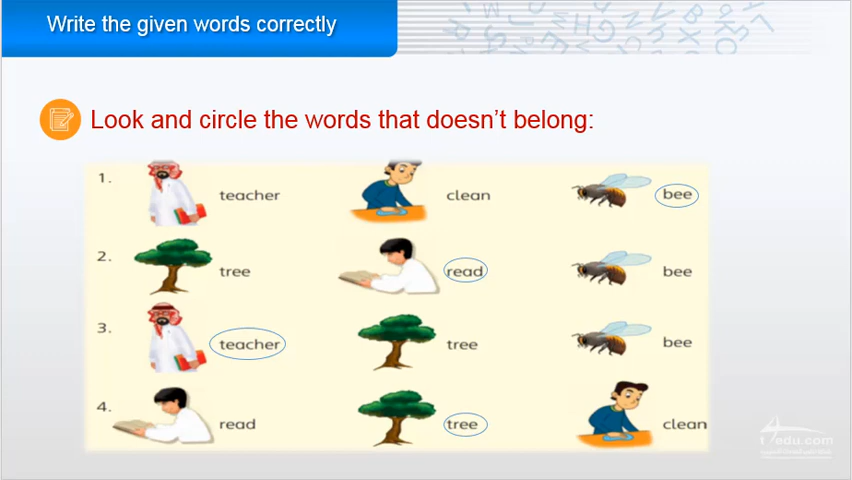 Write the given words correctly
Look and circle the words that doesn't belong:
1. teacher clean bee
2. tree read bee
3. teacher tree bee
4. read tree clean
t4edu.com